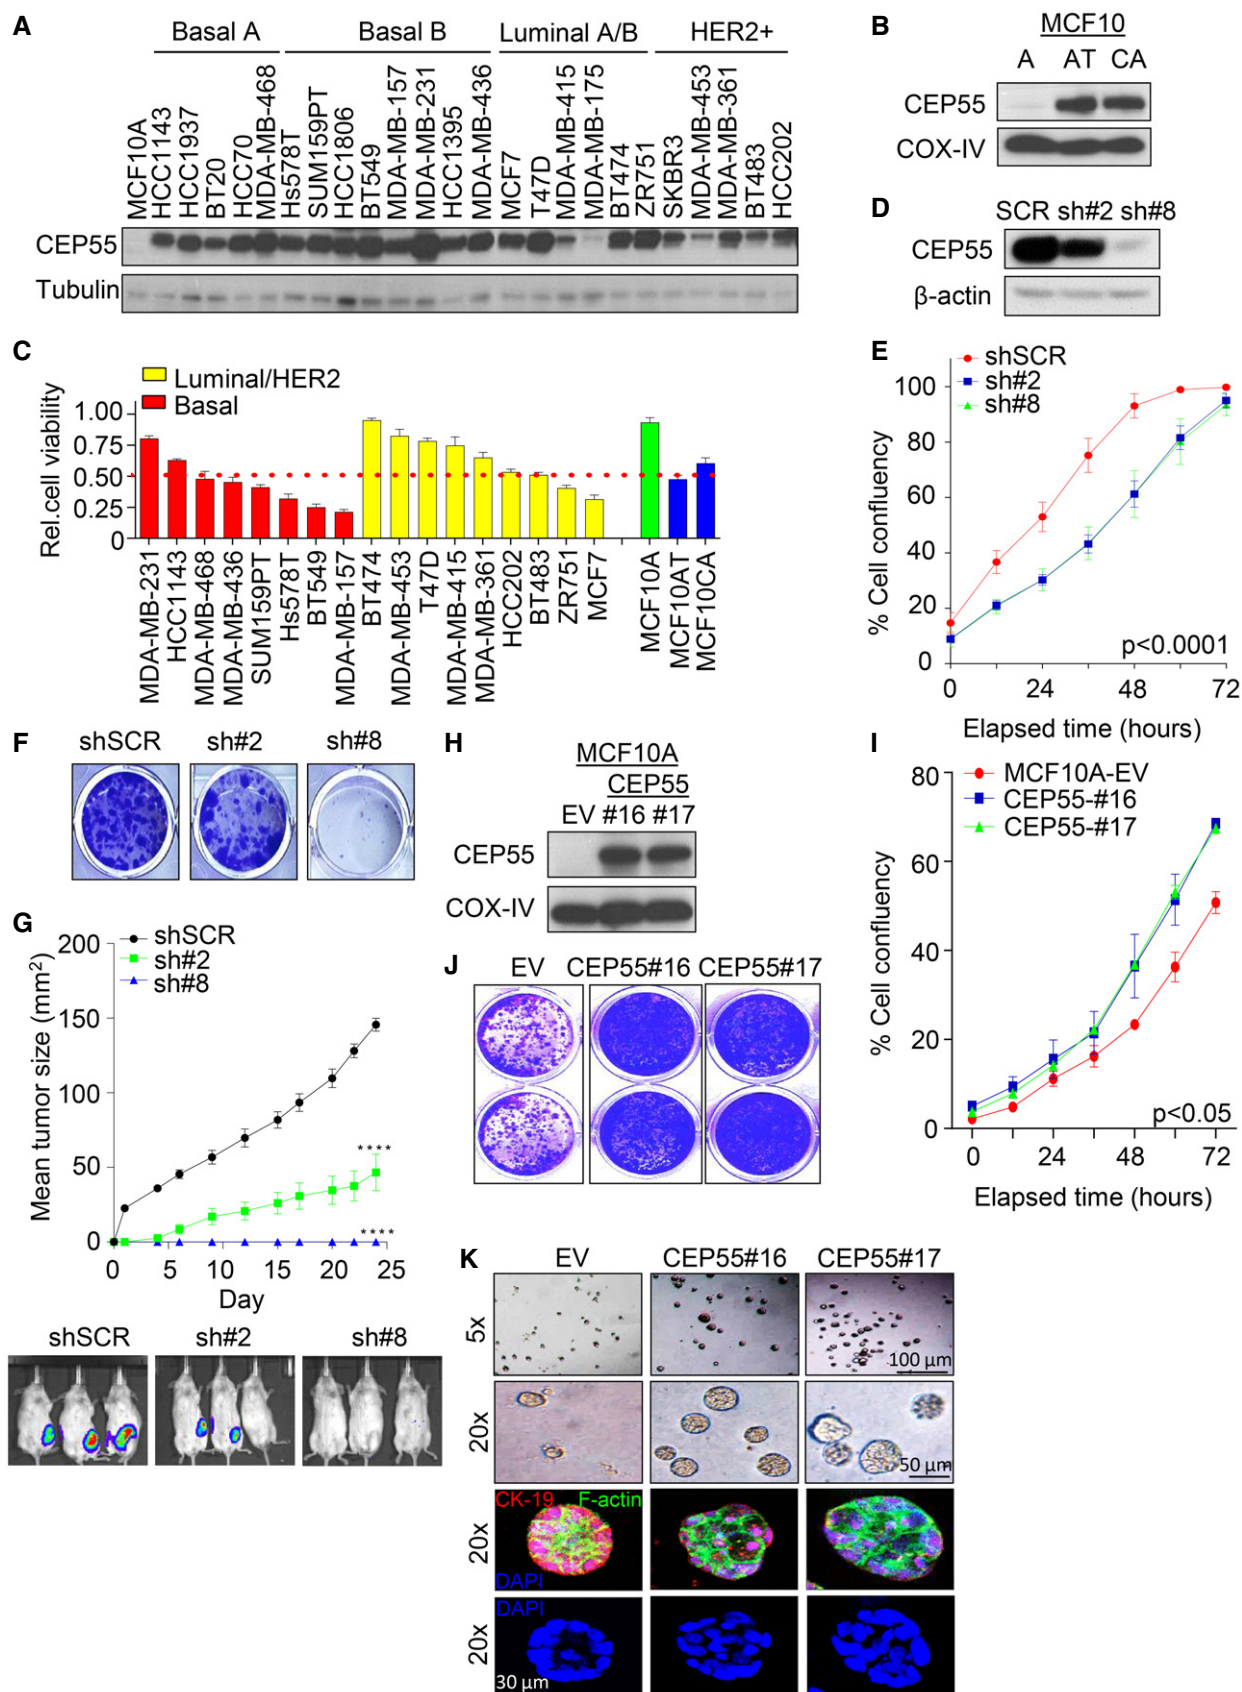 A
Basal A
Basal B
Luminal A/B
HER2+
MCF10A
HCC1143
HCC1937
BT20
HCC70
MDA-MB-468
Hs578T
SUM159PT
HCC1806
BT549
MDA-MB-157
MDA-MB-231
HCC1395
MDA-MB-436
MCF7
T47D
MDA-MB-415
MDA-MB-175
BT474
ZR751
SKBR3
MDA-MB-453
MDA-MB-361
BT483
HCC202
CEP55
Tubulin
B
MCF10
A AT CA
CEP55
COX-IV
D
SCR sh#2 sh#8
CEP55
β-actin
C
Luminal/HER2
Basal
Rel.cell viability
1.00
0.75
0.50
0.25
0
MDA-MB-231
HCC1143
MDA-MB-468
MDA-MB-436
SUM159PT
Hs578T
BT549
MDA-MB-157
BT474
MDA-MB-453
T47D
MDA-MB-415
MDA-MB-361
HCC202
BT483
ZR751
MCF7
MCF10A
MCF10AT
MCF10CA
E
shSCR
sh#2
sh#8
% Cell confluency
100
80
60
40
20
0
p<0.0001
0 24 48 72
Elapsed time (hours)
F
shSCR sh#2 sh#8
H
MCF10A
CEP55
EV #16 #17
CEP55
COX-IV
I
MCF10A-EV
CEP55-#16
CEP55-#17
% Cell confluency
80
60
40
20
0
p<0.05
0 24 48 72
Elapsed time (hours)
G
shSCR
sh#2
sh#8
Mean tumor size (mm²)
200
150
100
50
0
****
****
0 5 10 15 20 25
Day
shSCR sh#2 sh#8
J
EV CEP55#16 CEP55#17
K
EV CEP55#16 CEP55#17
5x
100 µm
20x
50 µm
20x
CK-19 F-actin
DAPI
20x
DAPI
30 µm